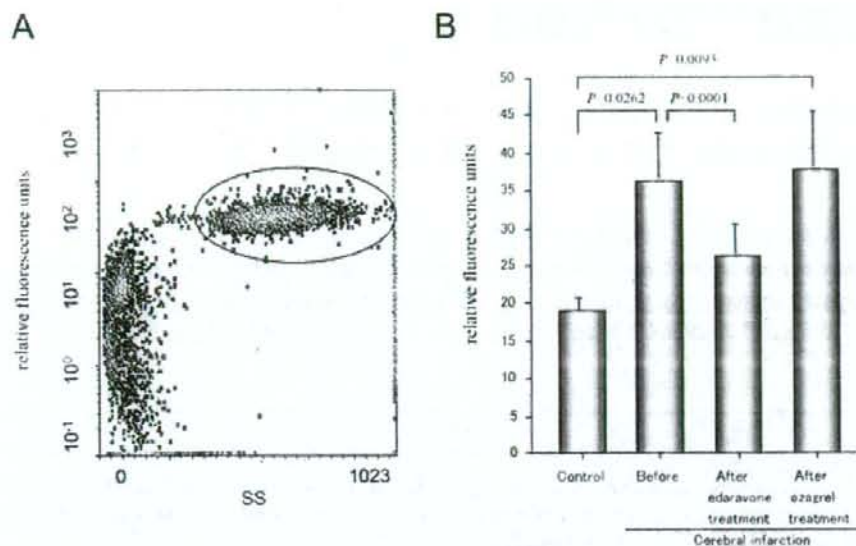 A
relative fluorescence units
10³
10²
10¹
10⁰
10⁻¹
0
1023
SS
B
relative fluorescence units
50
45
40
35
30
25
20
15
10
5
0
P 0.0093
P 0.0262
P 0.0001
Control
Before
After
edaravone
treatment
After
ozagrel
treatment
Cerebral infarction